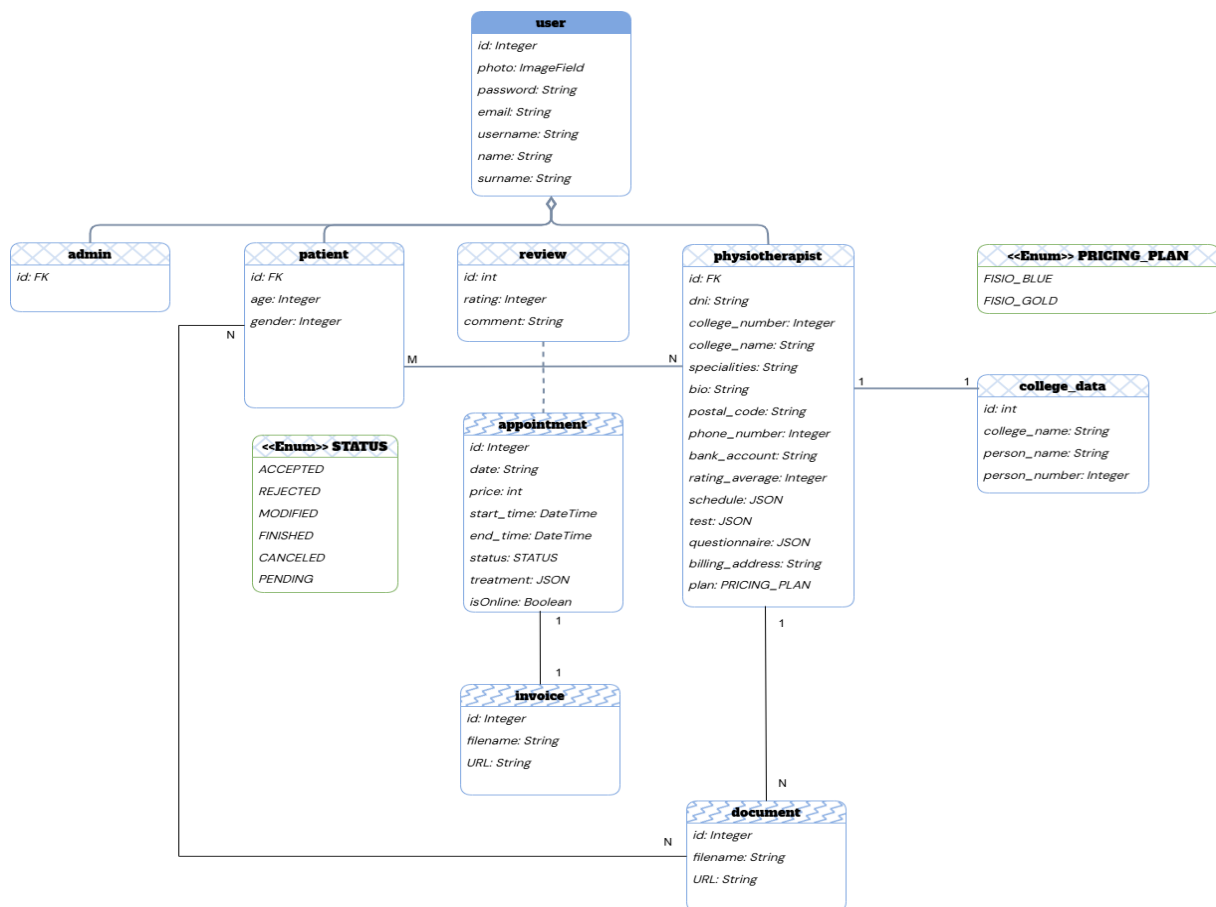 user
id: Integer
photo: ImageField
password: String
email: String
username: String
name: String
surname: String
admin
id: FK
patient
id: FK
age: Integer
gender: Integer
review
id: int
rating: Integer
comment: String
physiotherapist
id: FK
dni: String
college_number: Integer
college_name: String
specialities: String
bio: String
postal_code: String
phone_number: Integer
bank_account: String
rating_average: Integer
schedule: JSON
test: JSON
questionnaire: JSON
billing_address: String
plan: PRICING_PLAN
<<Enum>> PRICING_PLAN
FISIO_BLUE
FISIO_GOLD
N
M
N
1
1
college_data
id: int
college_name: String
person_name: String
person_number: Integer
<<Enum>> STATUS
ACCEPTED
REJECTED
MODIFIED
FINISHED
CANCELED
PENDING
appointment
id: Integer
date: String
price: int
start_time: DateTime
end_time: DateTime
status: STATUS
treatment: JSON
isOnline: Boolean
1
1
invoice
id: Integer
filename: String
URL: String
1
N
N
document
id: Integer
filename: String
URL: String